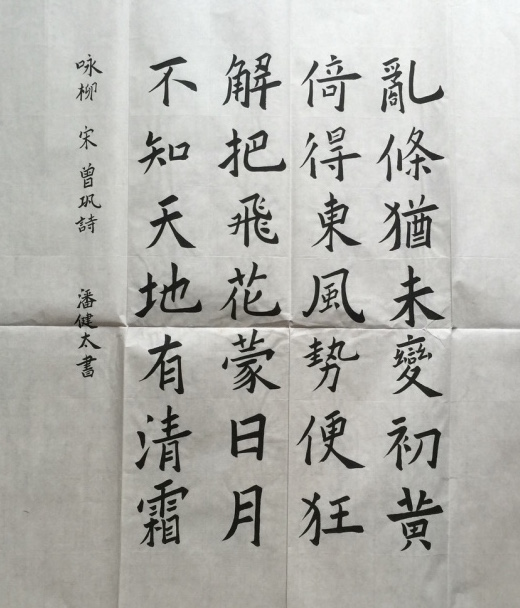 亂條猶未變初黃
倚得東風勢便狂
解把飛花蒙日月
不知天地有清霜
咏柳 宋 曾巩詩 潘健太書